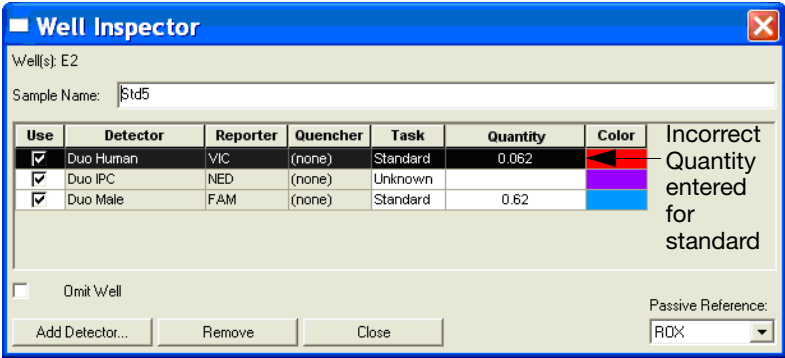 Well Inspector
Well(s): E2
Sample Name: Std5
Use Detector Reporter Quencher Task Quantity Color
Duo Human VIC (none) Standard 0.062
Duo IPC NED (none) Unknown
Duo Male FAM (none) Standard 0.62
Incorrect
Quantity
entered
for
standard
Omit Well
Passive Reference:
Add Detector... Remove Close ROX